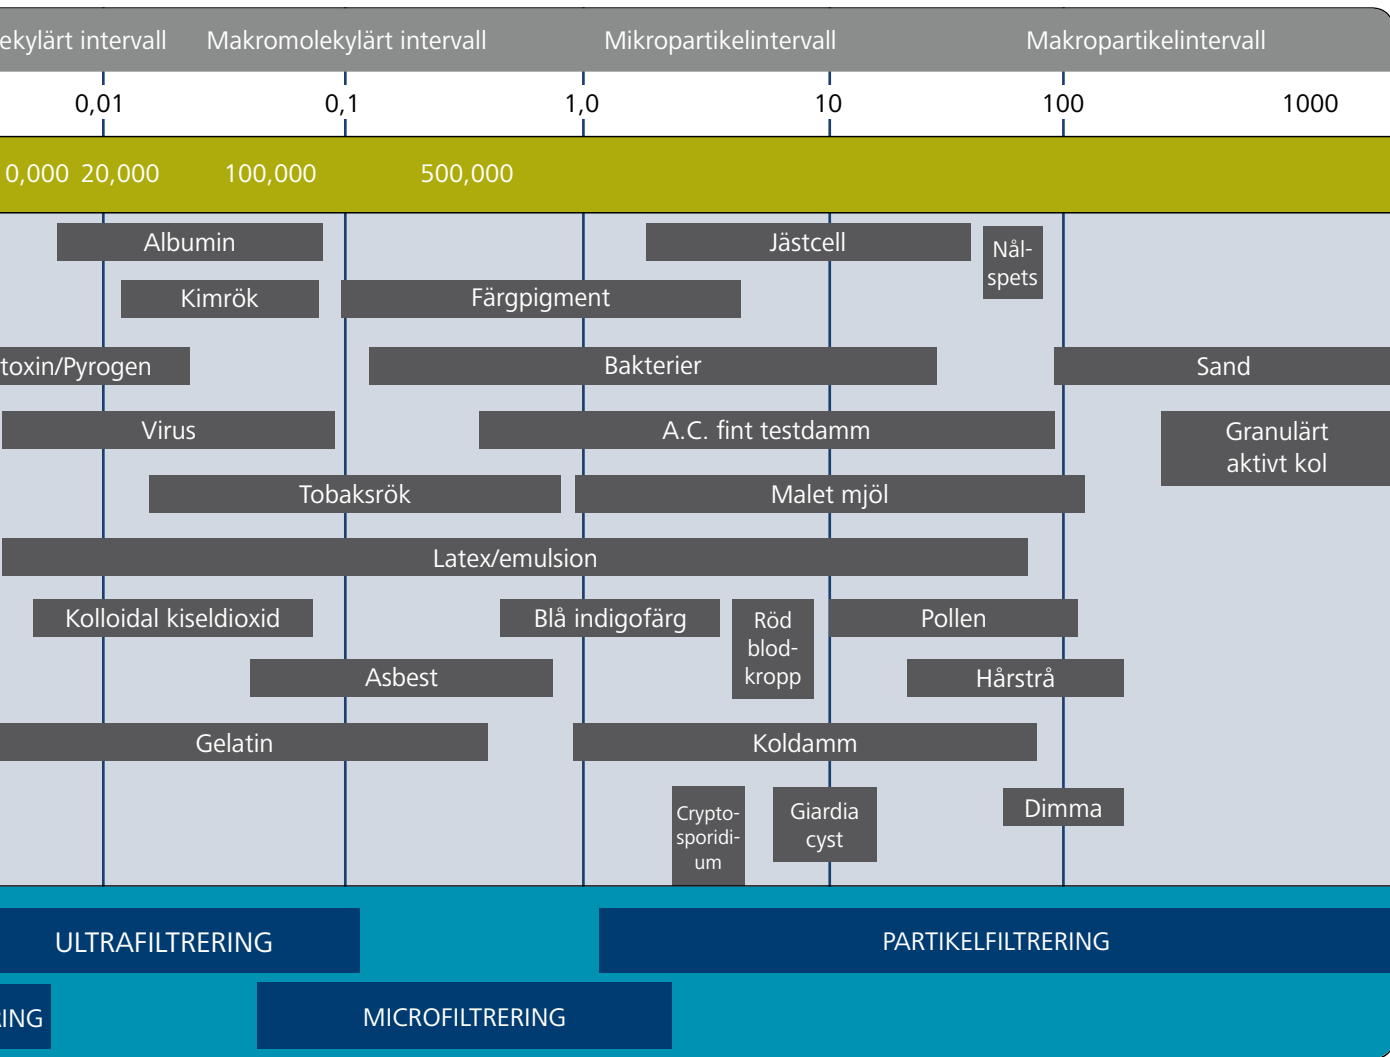 ekylärt intervall Makromolekylärt intervall Mikropartikelintervall Makropartikelintervall
0,01 0,1 1,0 10 100 1000
0,000 20,000 100,000 500,000
Albumin Jästcell
Nål-
spets
Kimrök Färgpigment
toxin/Pyrogen Bakterier Sand
Virus A.C. fint testdamm
Granulärt
aktivt kol
Tobaksrök Malet mjöl
Latex/emulsion
Kolloidal kiseldioxid Blå indigofärg
Röd
blod-
kropp
Pollen
Asbest Hårstrå
Gelatin Koldamm
Crypto-
sporidi-
um
Giardia
cyst
Dimma
ULTRAFILTRERING PARTIKELFILTRERING
RING MICROFILTRERING